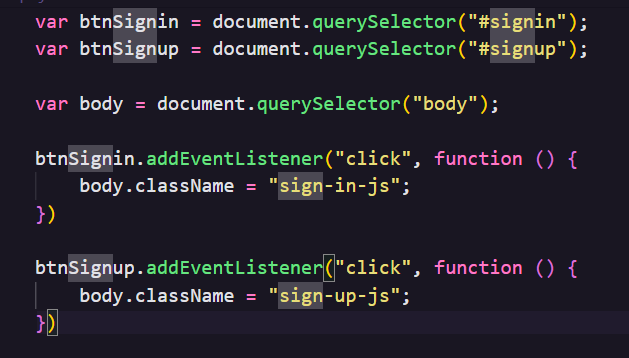 var btnSignin = document.querySelector("#signin");
var btnSignup = document.querySelector("#signup");
var body = document.querySelector("body");
btnSignin.addEventListener("click", function () {
    body.className = "sign-in-js";
})
btnSignup.addEventListener("click", function () {
    body.className = "sign-up-js";
})